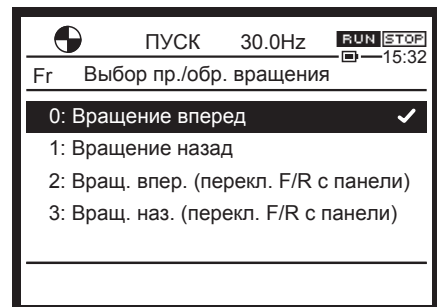 ПУСК 30.0Hz RUN STOP
15:32
Fr Выбор пр./обр. вращения
0: Вращение вперед
1: Вращение назад
2: Вращ. впер. (перекл. F/R с панели)
3: Вращ. наз. (перекл. F/R с панели)